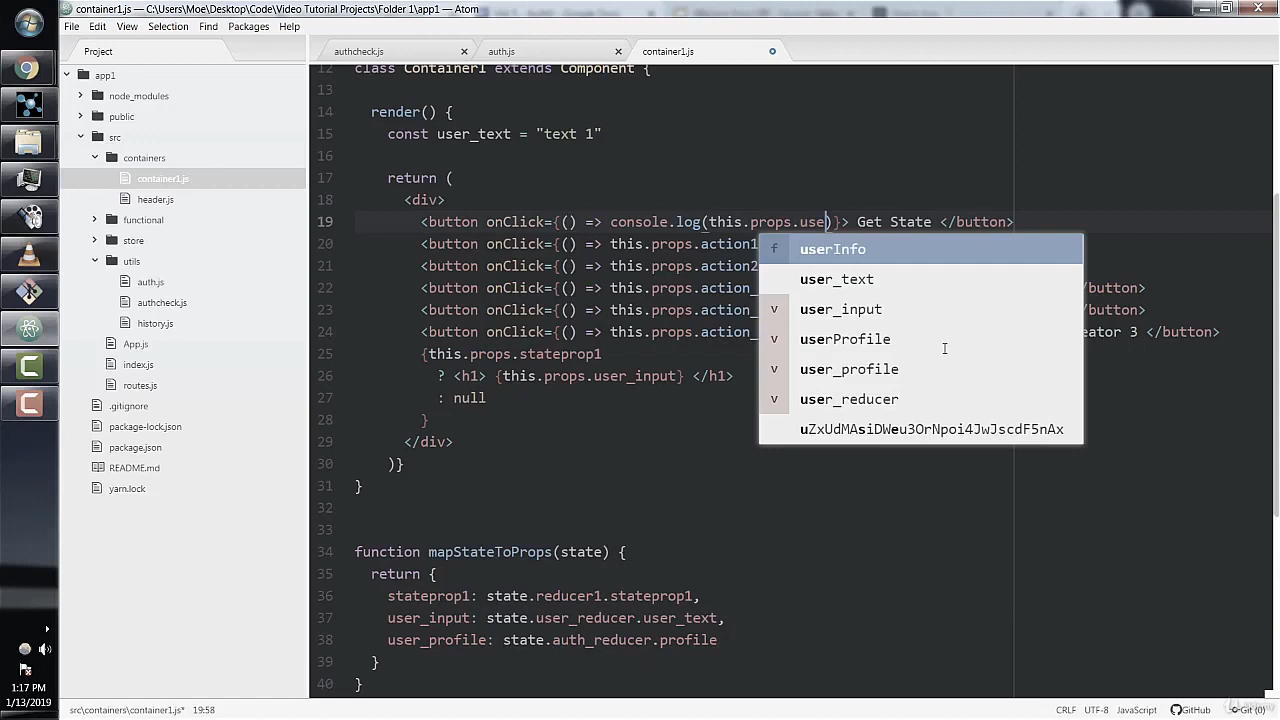 container1.js — C:\Users\Moe\Desktop\Code\Video Tutorial Projects\Folder 1\app1 — Atom
File Edit View Selection Find Packages Help
Project
authcheck.js
auth.js
container1.js
app1
node_modules
public
src
containers
container1.js
header.js
functional
store
utils
auth.js
authcheck.js
history.js
App.js
index.js
routes.js
.gitignore
package-lock.json
package.json
README.md
yarn.lock
12 class Container1 extends Component {
13
14 render() {
15 const user_text = "text 1"
16
17 return (
18 <div>
19 <button onClick={() => console.log(this.props.use)}> Get State </button>
20 <button onClick={() => this.props.action1
21 <button onClick={() => this.props.action2
22 <button onClick={() => this.props.action_ </button>
23 <button onClick={() => this.props.action_ </button>
24 <button onClick={() => this.props.action_ eator 3 </button>
25 {this.props.stateprop1
26 ? <h1> {this.props.user_input} </h1>
27 : null
28 }
29 </div>
30 )}
31 }
32
33
34 function mapStateToProps(state) {
35 return {
36 stateprop1: state.reducer1.stateprop1,
37 user_input: state.user_reducer.user_text,
38 user_profile: state.auth_reducer.profile
39 }
40 }
f userInfo
user_text
v user_input
v userProfile
v user_profile
v user_reducer
uZxUdMAsiDWeu3OrNpoi4JwJscdF5nAx
1:17 PM
1/13/2019
src\containers\container1.js* 19:58
CRLF UTF-8 JavaScript GitHub Git (0)